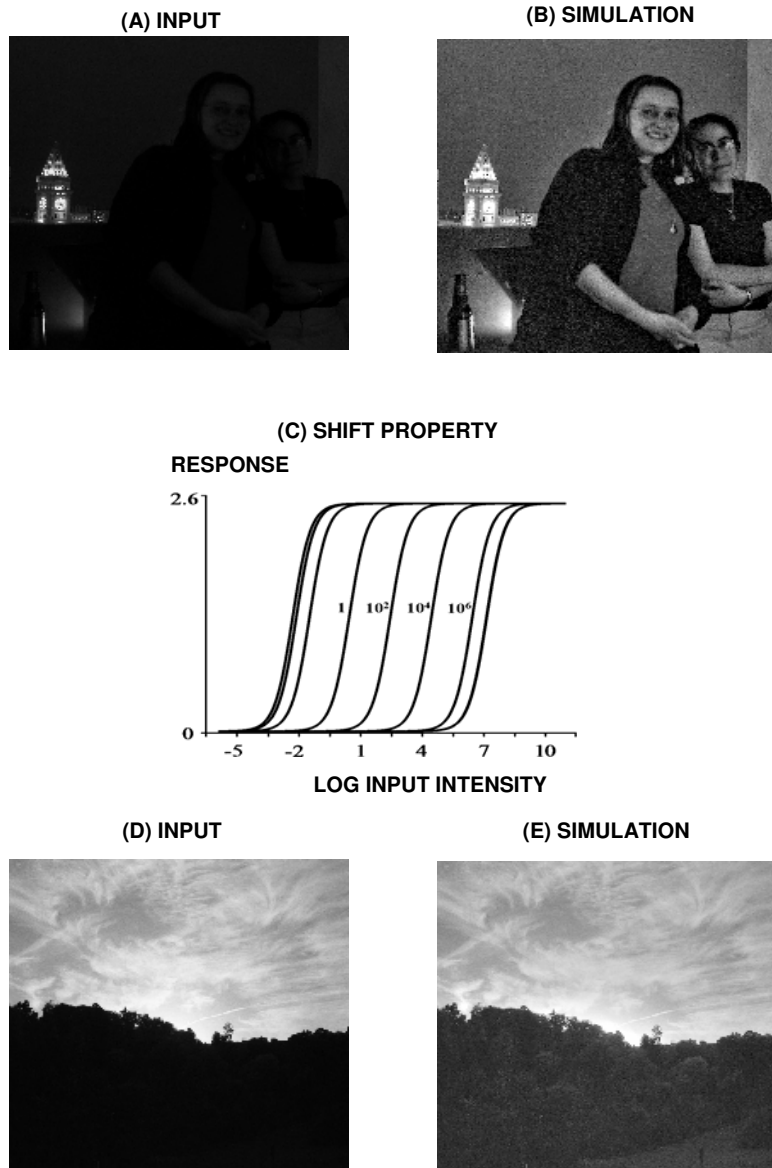 (A) INPUT
(B) SIMULATION
(C) SHIFT PROPERTY
RESPONSE
2.6
1 10² 10⁴ 10⁶
0
-5 -2 1 4 7 10
LOG INPUT INTENSITY
(D) INPUT
(E) SIMULATION